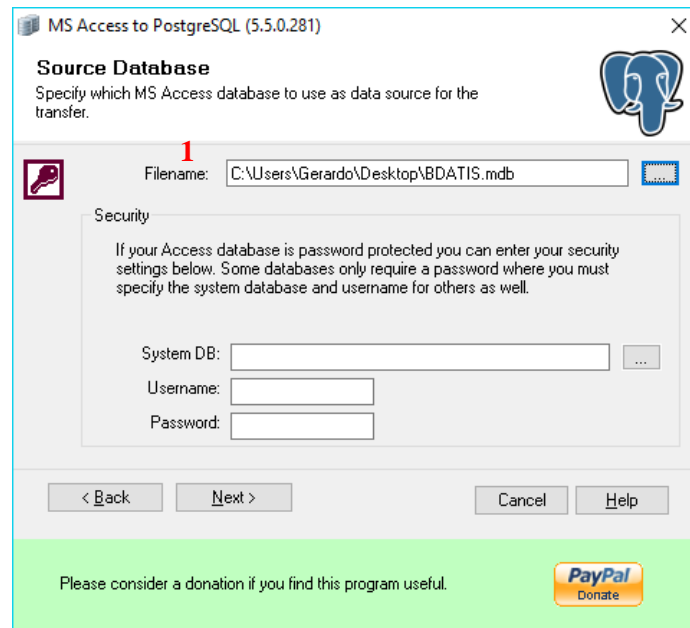 MS Access to PostgreSQL (5.5.0.281)
Source Database
Specify which MS Access database to use as data source for the
transfer.
1
Filename: C:\Users\Gerardo\Desktop\BDATIS.mdb ...
Security
If your Access database is password protected you can enter your security
settings below. Some databases only require a password where you must
specify the system database and username for others as well.
System DB: ...
Username:
Password:
< Back Next > Cancel Help
Please consider a donation if you find this program useful. PayPal
Donate